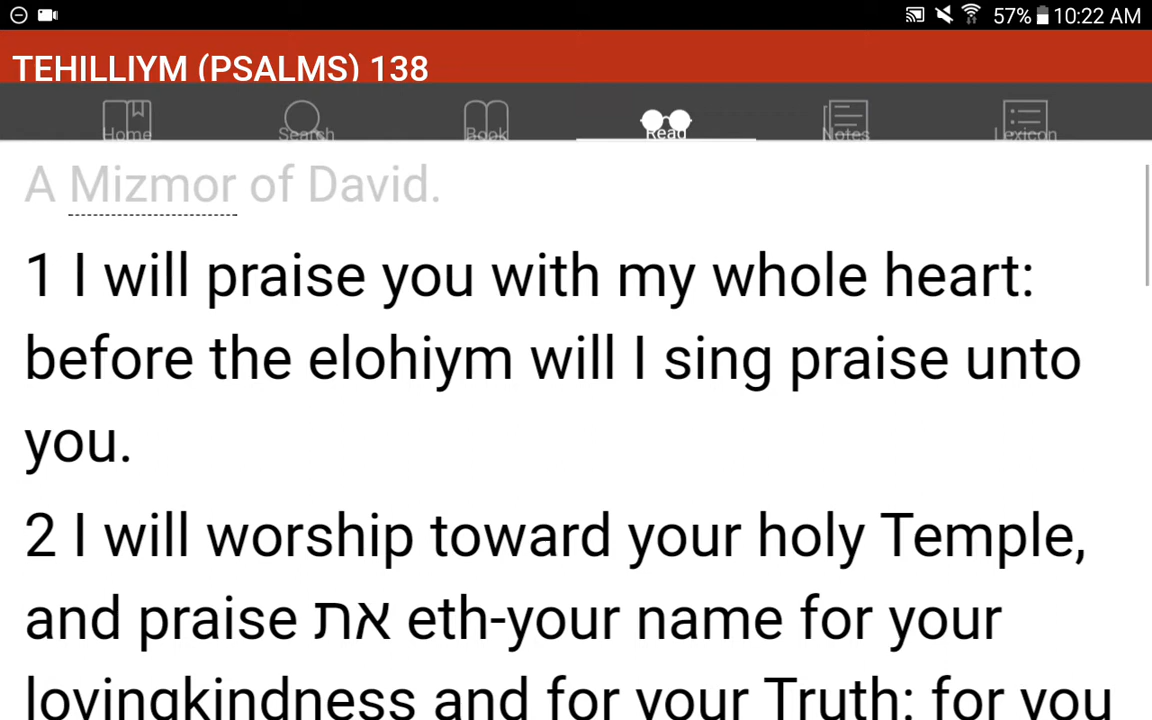 57% 10:22 AM
TEHILLIYM (PSALMS) 138
Home Search Book Read Notes Lexicon
A Mizmor of David.
1 I will praise you with my whole heart:
before the elohiym will I sing praise unto
you.
2 I will worship toward your holy Temple,
and praise את eth-your name for your
lovingkindness and for your Truth: for you